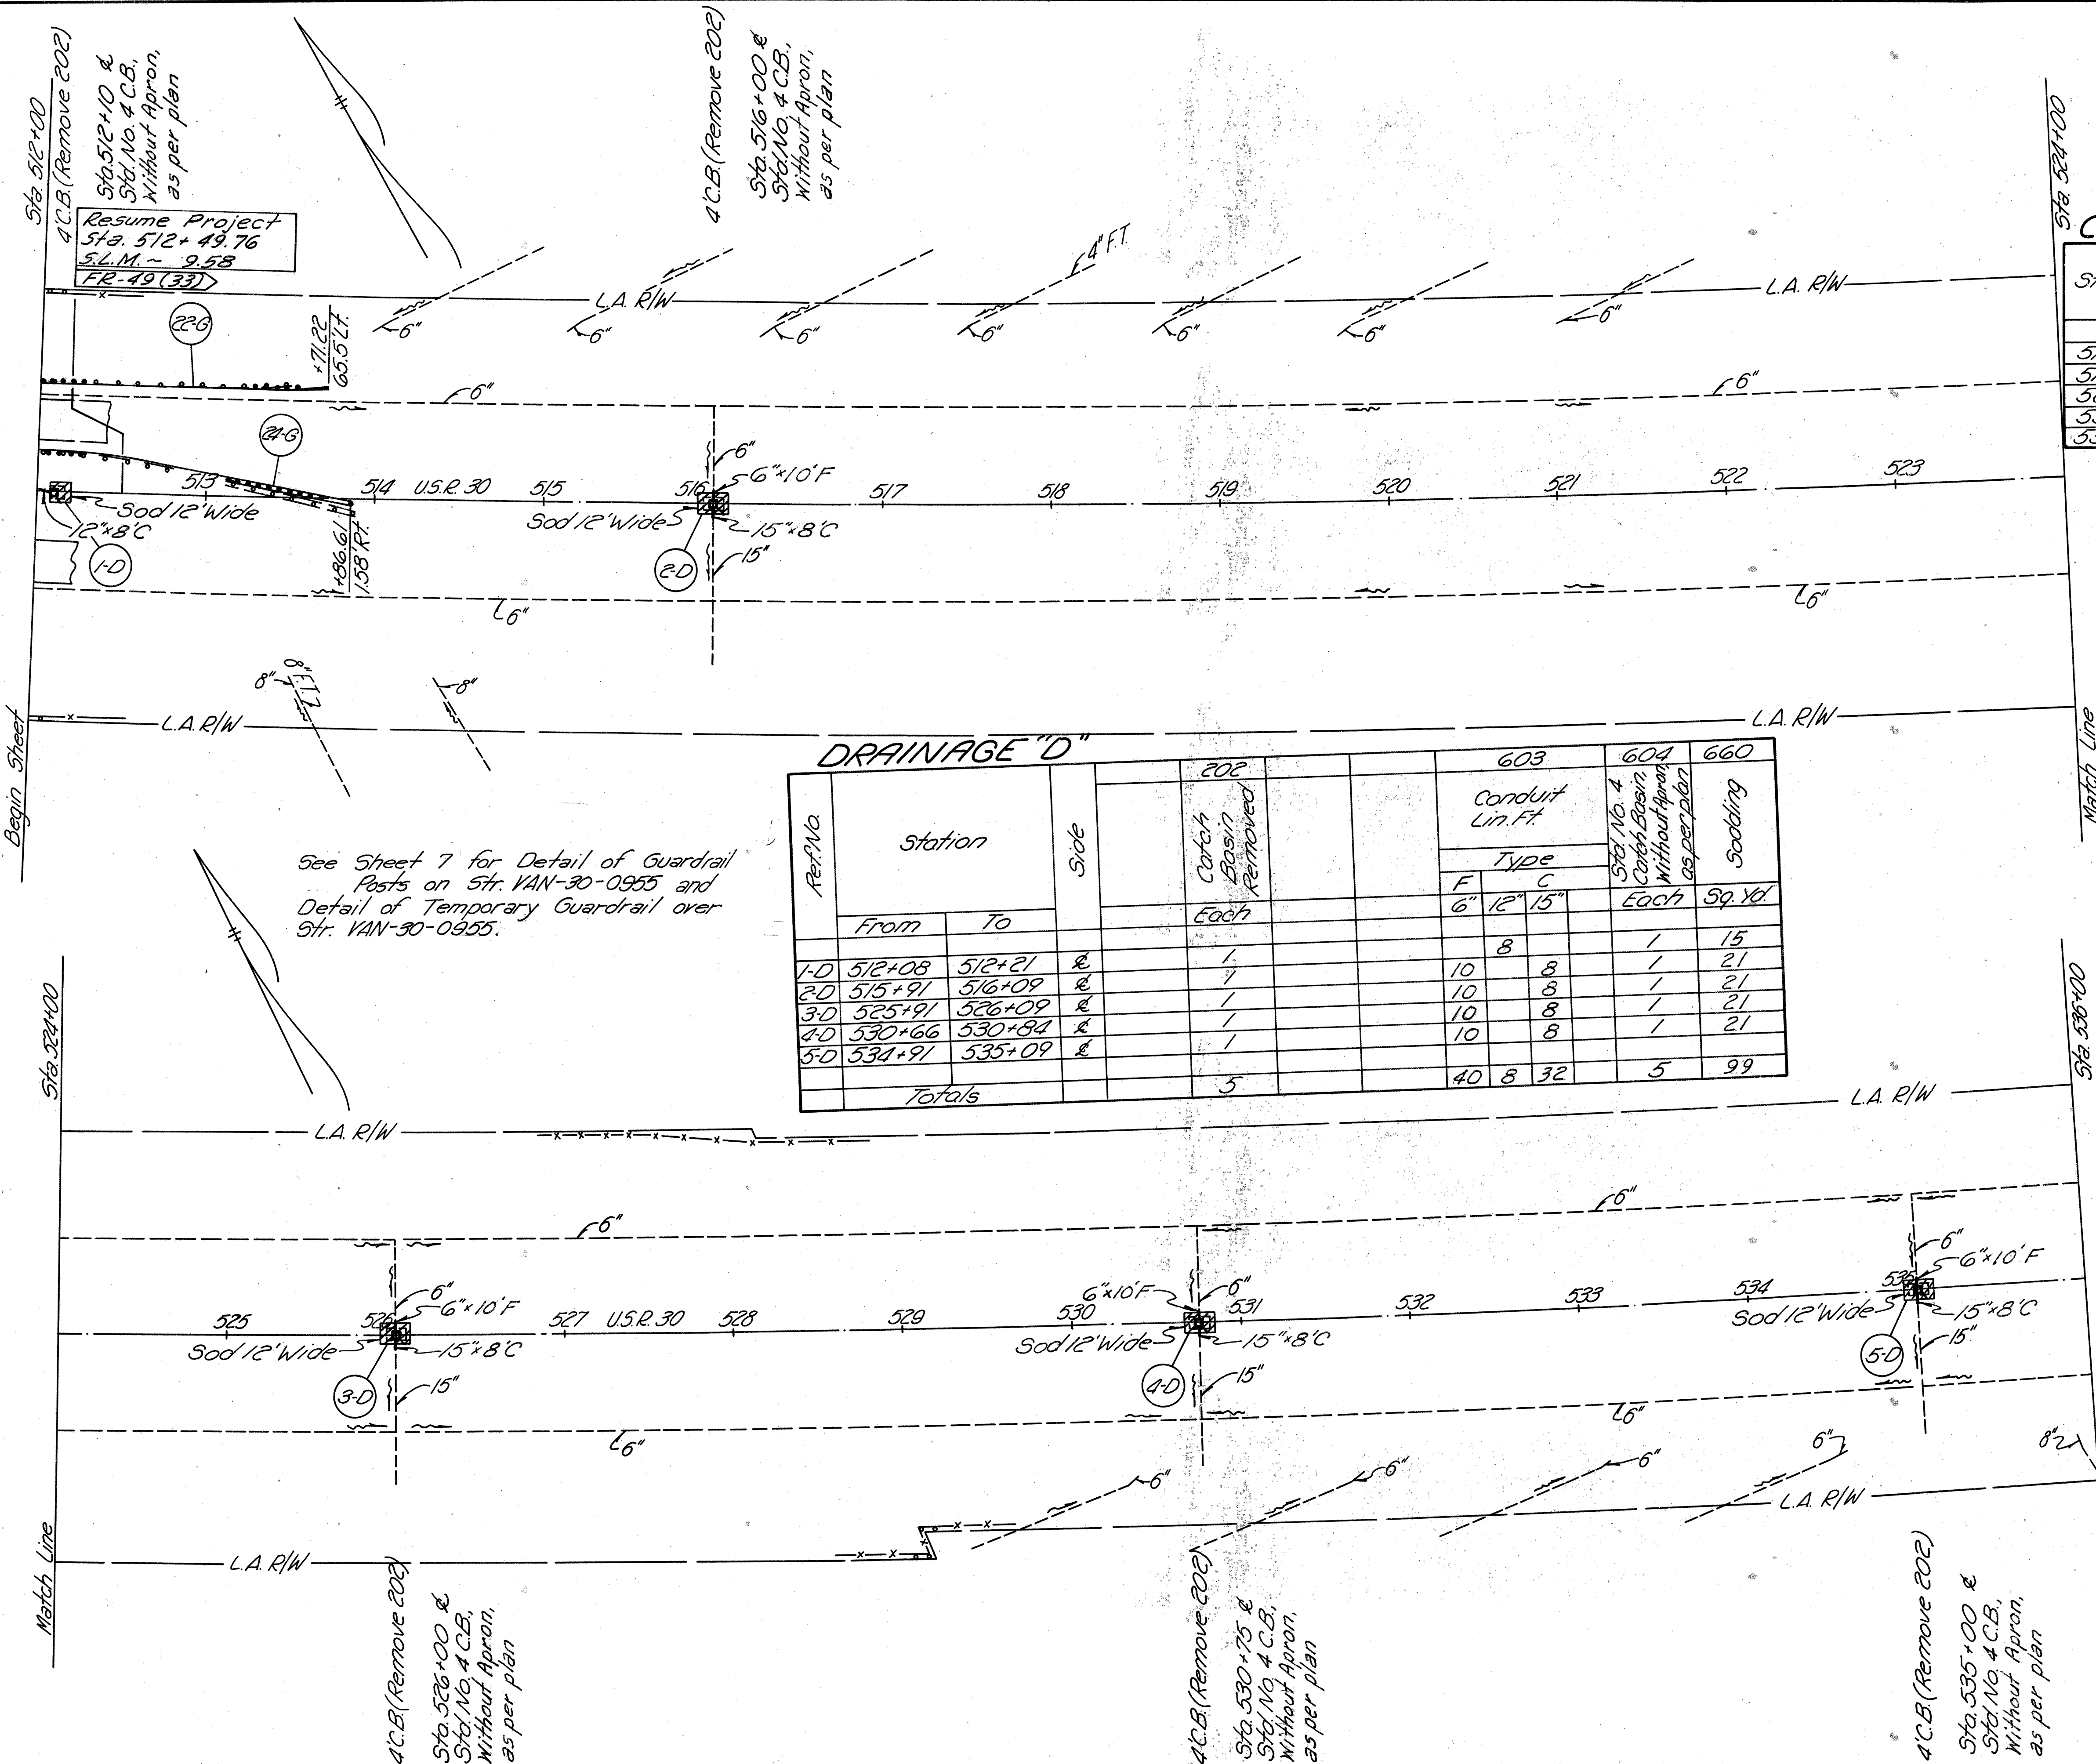 Sta. 512+00
4'C.B.(Remove 202)
Sta.512+10 ℄
Std. No. 4 C.B.,
Without Apron,
as per plan
Resume Project
Sta. 512+ 49.76
S.L.M. ~ 9.58
FR-49 (33)
4'C.B.(Remove 202)
Sta.516+00 ℄
Std.No. 4 C.B.,
Without Apron,
as per plan
Sta. 524+00
4" F.T.
L.A. R/W
L.A. R/W
6"
6"
6"
6"
6"
6"
6"
22-G
+71.22
65.5'LT.
6"
6"
24-G
513
514
U.S.R. 30
515
516
517
518
519
520
521
522
523
6"
6"×10'F
Sod 12'Wide
12"×8'C
1-D
+86.61
1.58'RT.
Sod 12'Wide
15"×8'C
15"
2-D
6"
6"
8"
8"F.T.
8"
L.A. R/W
L.A. R/W
Begin Sheet
Match Line
See Sheet 7 for Detail of Guardrail
Posts on Str. VAN-30-0955 and
Detail of Temporary Guardrail over
Str. VAN-30-0955.
DRAINAGE "D"
202 603 604 660
Ref.No. Station Side Catch Basin Removed Conduit Lin.Ft. Std. No. 4 Catch Basin, Without Apron, as per plan Sodding
Type
F C
From To Each 6" 12" 15" Each Sq. Yd.
1-D 512+08 512+21 ℄ 1 8 1 15
2-D 515+91 516+09 ℄ 1 10 8 1 21
3-D 525+91 526+09 ℄ 1 10 8 1 21
4-D 530+66 530+84 ℄ 1 10 8 1 21
5-D 534+91 535+09 ℄ 1 10 8 1 21
Totals 5 40 8 32 5 99
Sta. 524+00
Sta. 536+00
L.A. R/W
L.A. R/W
6"
6"
525
526
527
U.S.R. 30
528
529
530
531
532
533
534
535
6"
6"×10'F
Sod 12'Wide
15"×8'C
3-D
15"
6"×10'F
6"
Sod 12'Wide
15"×8'C
4-D
15"
6"
6"×10'F
Sod 12'Wide
15"×8'C
5-D
15"
6"
6"
6"
6"
6"
6"
8"
L.A. R/W
L.A. R/W
Match Line
4'C.B.(Remove 202)
Sta.526+00 ℄
Std.No. 4 C.B.,
Without Apron,
as per plan
4'C.B.(Remove 202)
Sta.530+75 ℄
Std.No. 4 C.B.,
Without Apron,
as per plan
4'C.B.(Remove 202)
Sta.535+00 ℄
Std.No. 4 C.B.,
Without Apron,
as per plan